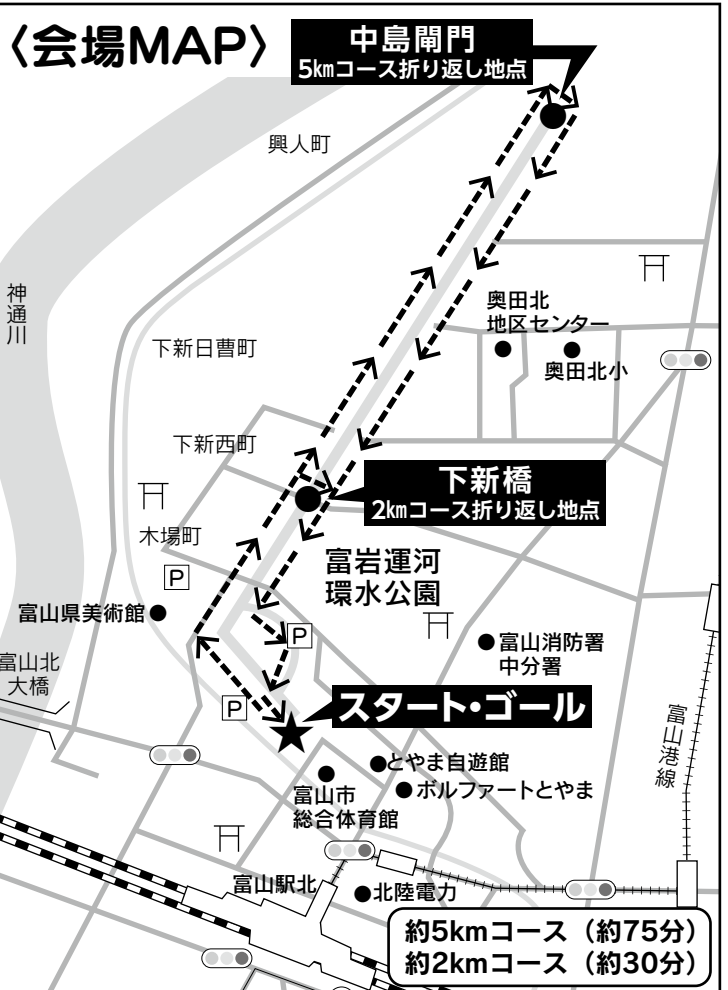 〈会場MAP〉
中島閘門
5kmコース折り返し地点
興人町
神通川
奥田北
地区センター
奥田北小
下新日曹町
下新西町
下新橋
2kmコース折り返し地点
木場町
P
富岩運河
環水公園
富山県美術館
P
富山消防署
中分署
富山北
大橋
P
スタート・ゴール
富山港線
とやま自遊館
ボルファートとやま
富山市
総合体育館
富山駅北
北陸電力
約5kmコース（約75分）
約2kmコース（約30分）